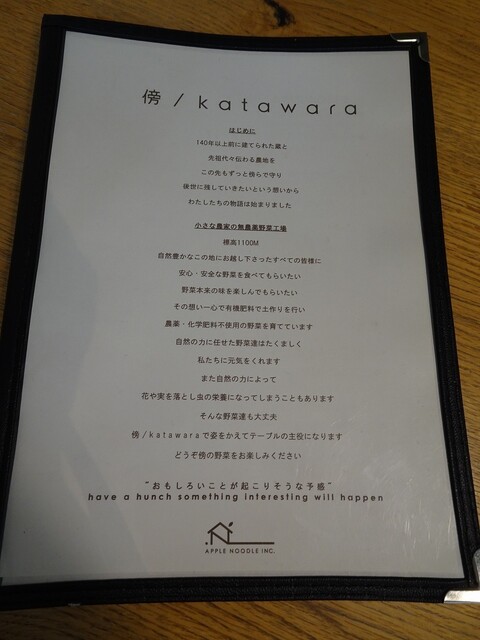 傍 / katawara
はじめに
140年以上前に建てられた蔵と
先祖代々伝わる農地を
この先もずっと傍らで守り
後世に残していきたいという想いから
わたしたちの物語は始まりました
小さな農家の無農薬野菜工場
標高1100M
自然豊かなこの地にお越し下さったすべての皆様に
安心・安全な野菜を食べてもらいたい
野菜本来の味を楽しんでもらいたい
その想い一心で有機肥料で土作りを行い
農薬・化学肥料不使用の野菜を育てています
自然の力に任せた野菜達はたくましく
私たちに元気をくれます
また自然の力によって
花や実を落とし虫の栄養になってしまうこともあります
そんな野菜達も大丈夫
傍/katawaraで姿をかえてテーブルの主役になります
どうぞ傍の野菜をお楽しみください
"おもしろいことが起こりそうな予感"
have a hunch something interesting will happen
APPLE NOODLE INC.